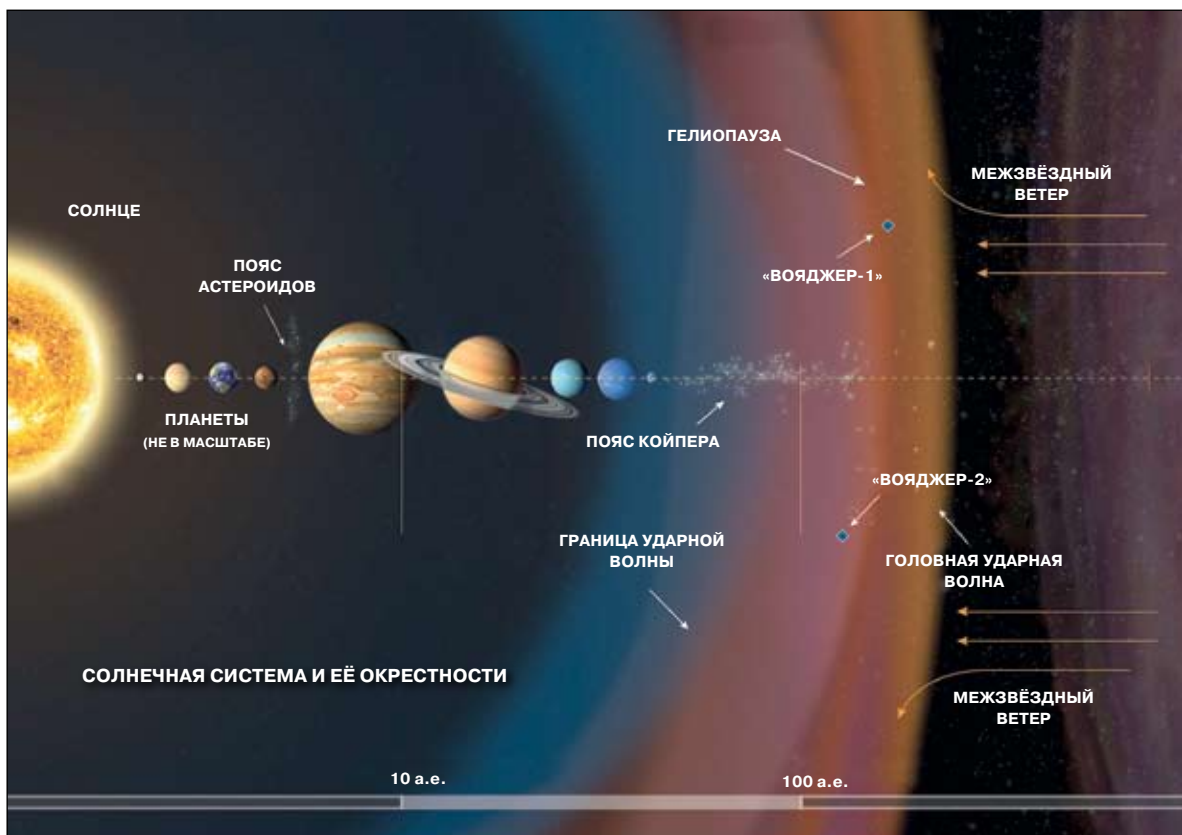 ГЕЛИОПАУЗА
МЕЖЗВЁЗДНЫЙ
ВЕТЕР
СОЛНЦЕ
ПОЯС
АСТЕРОИДОВ
«ВОЯДЖЕР-1»
ПЛАНЕТЫ
(НЕ В МАСШТАБЕ)
ПОЯС КОЙПЕРА
«ВОЯДЖЕР-2»
ГРАНИЦА УДАРНОЙ
ВОЛНЫ
ГОЛОВНАЯ УДАРНАЯ
ВОЛНА
СОЛНЕЧНАЯ СИСТЕМА И ЕЁ ОКРЕСТНОСТИ
МЕЖЗВЁЗДНЫЙ
ВЕТЕР
10 а.е.
100 а.е.